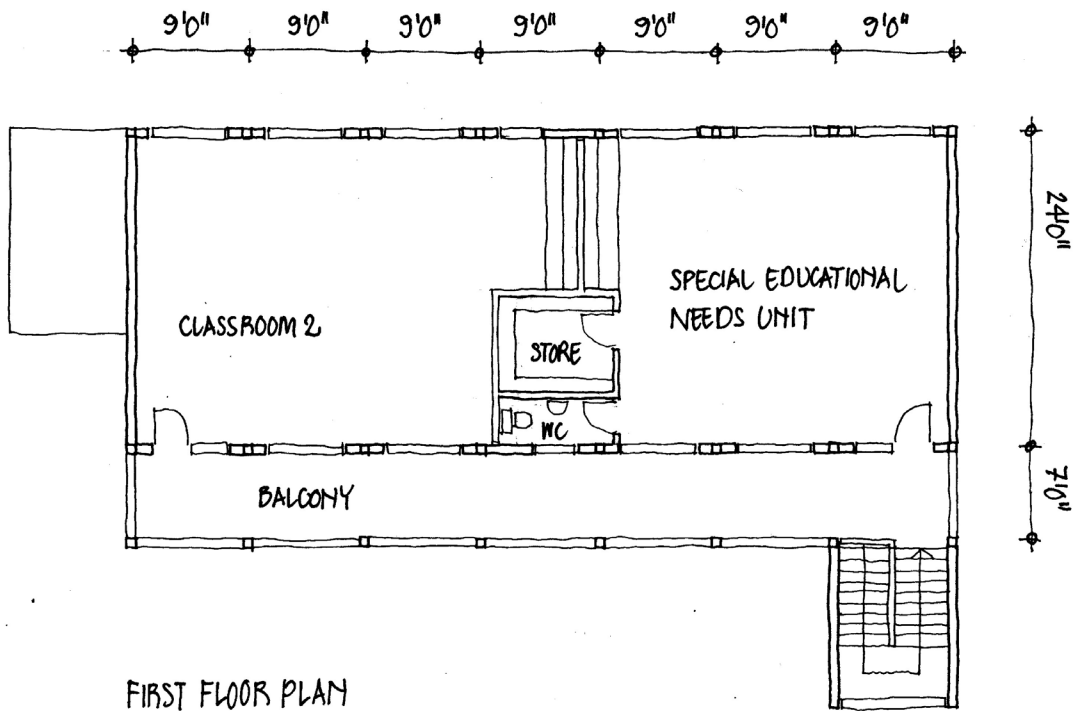 9'0" 9'0" 9'0" 9'0" 9'0" 9'0" 9'0"
24'0"
SPECIAL EDUCATIONAL
NEEDS UNIT
CLASSROOM 2
STORE
WC
7'0"
BALCONY
FIRST FLOOR PLAN